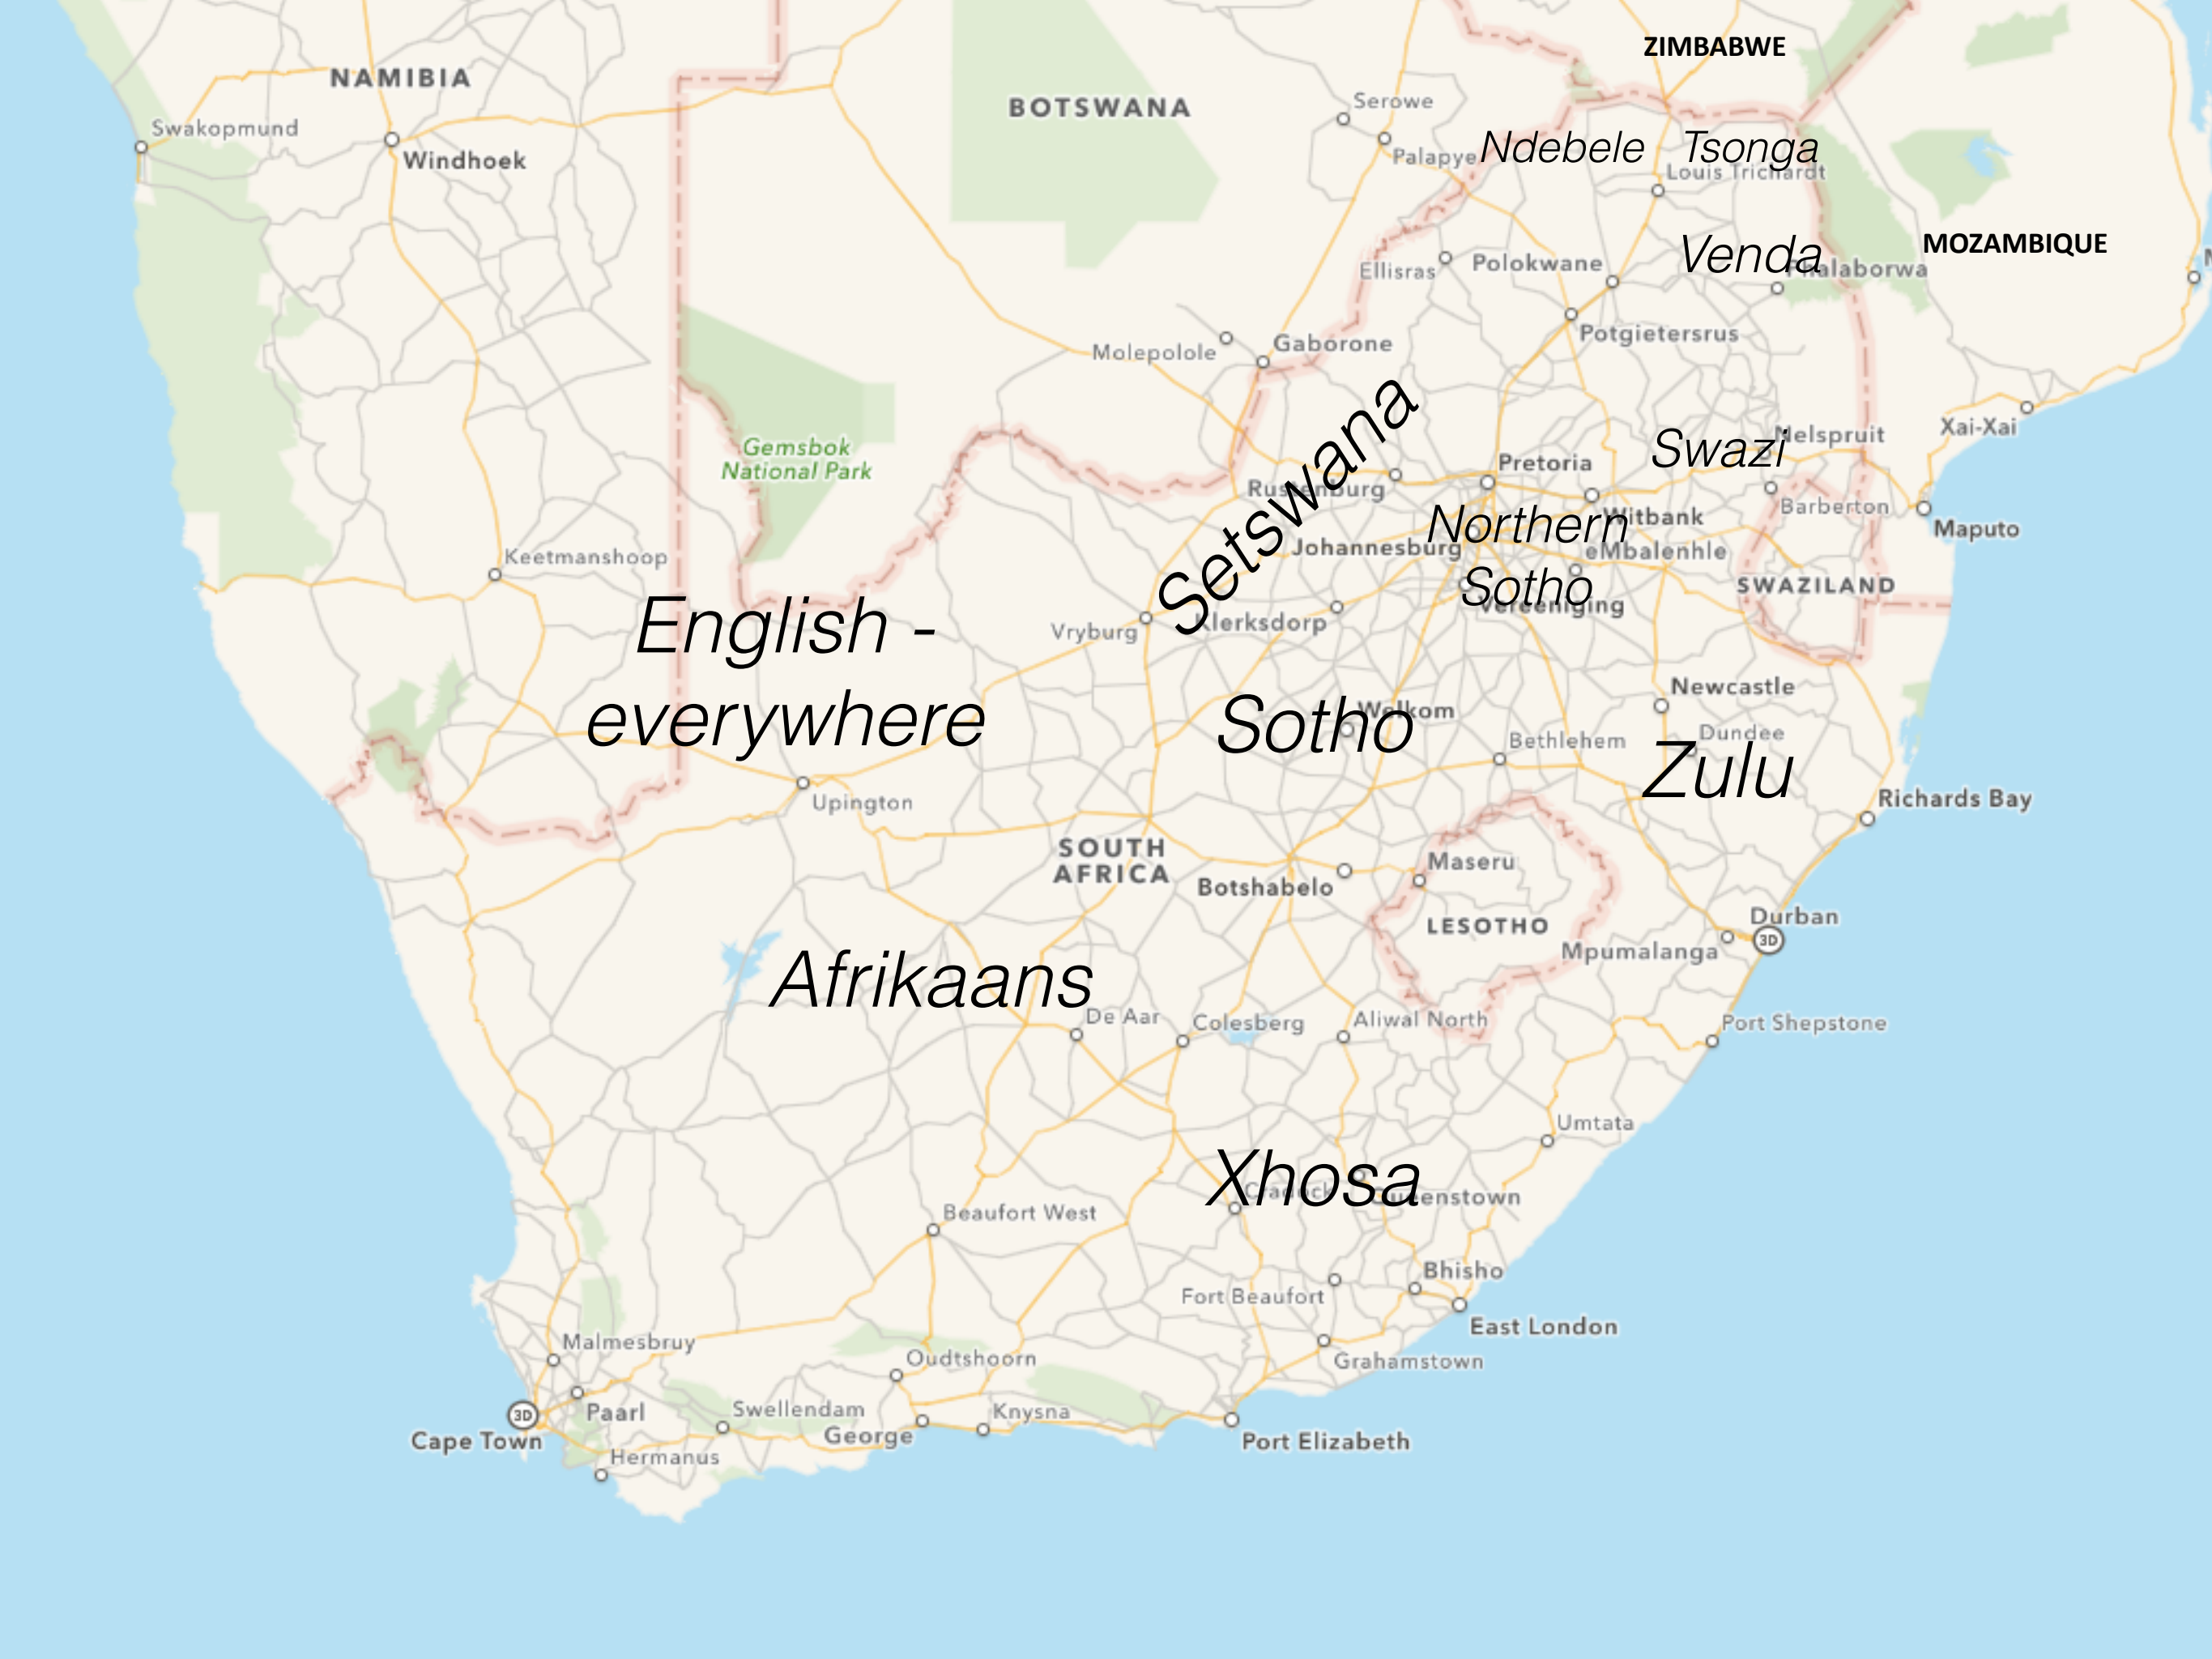 ZIMBABWE
NAMIBIA
Serowe
BOTSWANA
Swakopmund
Windhoek
Palapye
Ndebele
Tsonga
Louis Trichardt
MOZAMBIQUE
Venda
Ellisras
Polokwane
Phalaborwa
Potgietersrus
Gaborone
Molepolole
Setswana
Xai-Xai
Nelspruit
Swazi
Gemsbok
National Park
Pretoria
Rustenburg
Barberton
Witbank
Northern
Sotho
Maputo
Johannesburg
eMbalenhle
Keetmanshoop
SWAZILAND
Vereeniging
Klerksdorp
Vryburg
English -
everywhere
Newcastle
Sotho
Welkom
Dundee
Bethlehem
Zulu
Richards Bay
Upington
SOUTH
AFRICA
Maseru
Botshabelo
Durban
3D
LESOTHO
Mpumalanga
Afrikaans
De Aar
Colesberg
Aliwal North
Port Shepstone
Umtata
Xhosa
Cradock
Queenstown
Beaufort West
Bhisho
Fort Beaufort
East London
Malmesbruy
Oudtshoorn
Grahamstown
3D
Paarl
Swellendam
Knysna
George
Cape Town
Port Elizabeth
Hermanus